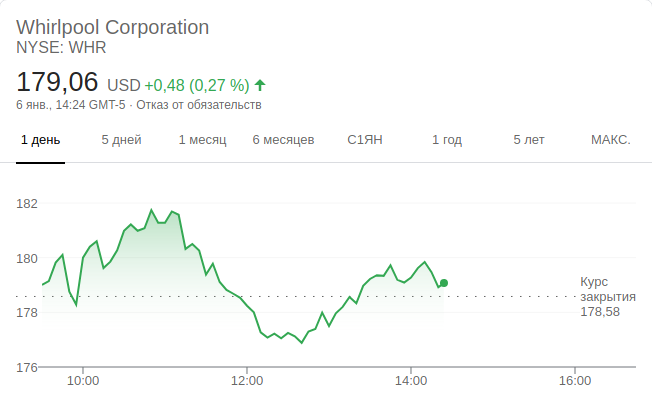 Whirlpool Corporation
NYSE: WHR
179,06 USD +0,48 (0,27 %)
6 янв., 14:24 GMT-5 · Отказ от обязательств
1 день 5 дней 1 месяц 6 месяцев С1ЯН 1 год 5 лет МАКС.
182
180
178
176
Курс
закрытия
178,58
10:00 12:00 14:00 16:00